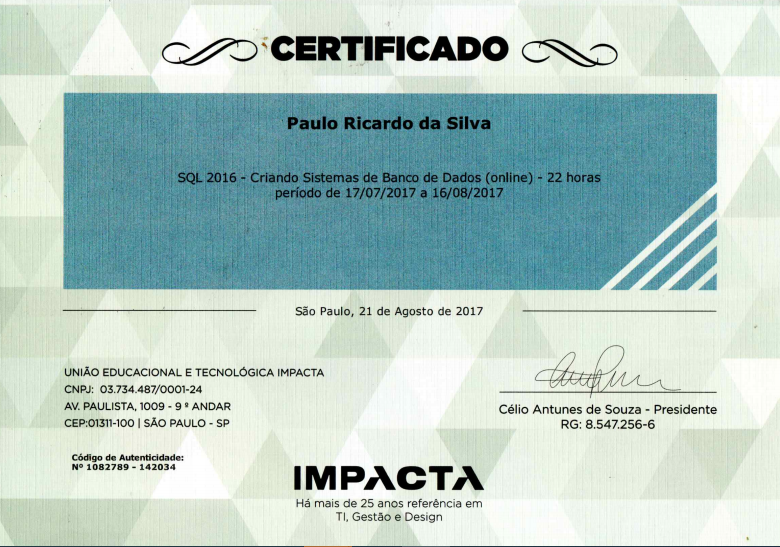 CERTIFICADO
Paulo Ricardo da Silva
SQL 2016 - Criando Sistemas de Banco de Dados (online) - 22 horas
período de 17/07/2017 a 16/08/2017
São Paulo, 21 de Agosto de 2017
UNIÃO EDUCACIONAL E TECNOLÓGICA IMPACTA
CNPJ: 03.734.487/0001-24
AV. PAULISTA, 1009 - 9 º ANDAR
CEP:01311-100 | SÃO PAULO - SP
Célio Antunes de Souza - Presidente
RG: 8.547.256-6
Código de Autenticidade:
Nº 1082789 - 142034
IMPACTA
Há mais de 25 anos referência em
TI, Gestão e Design